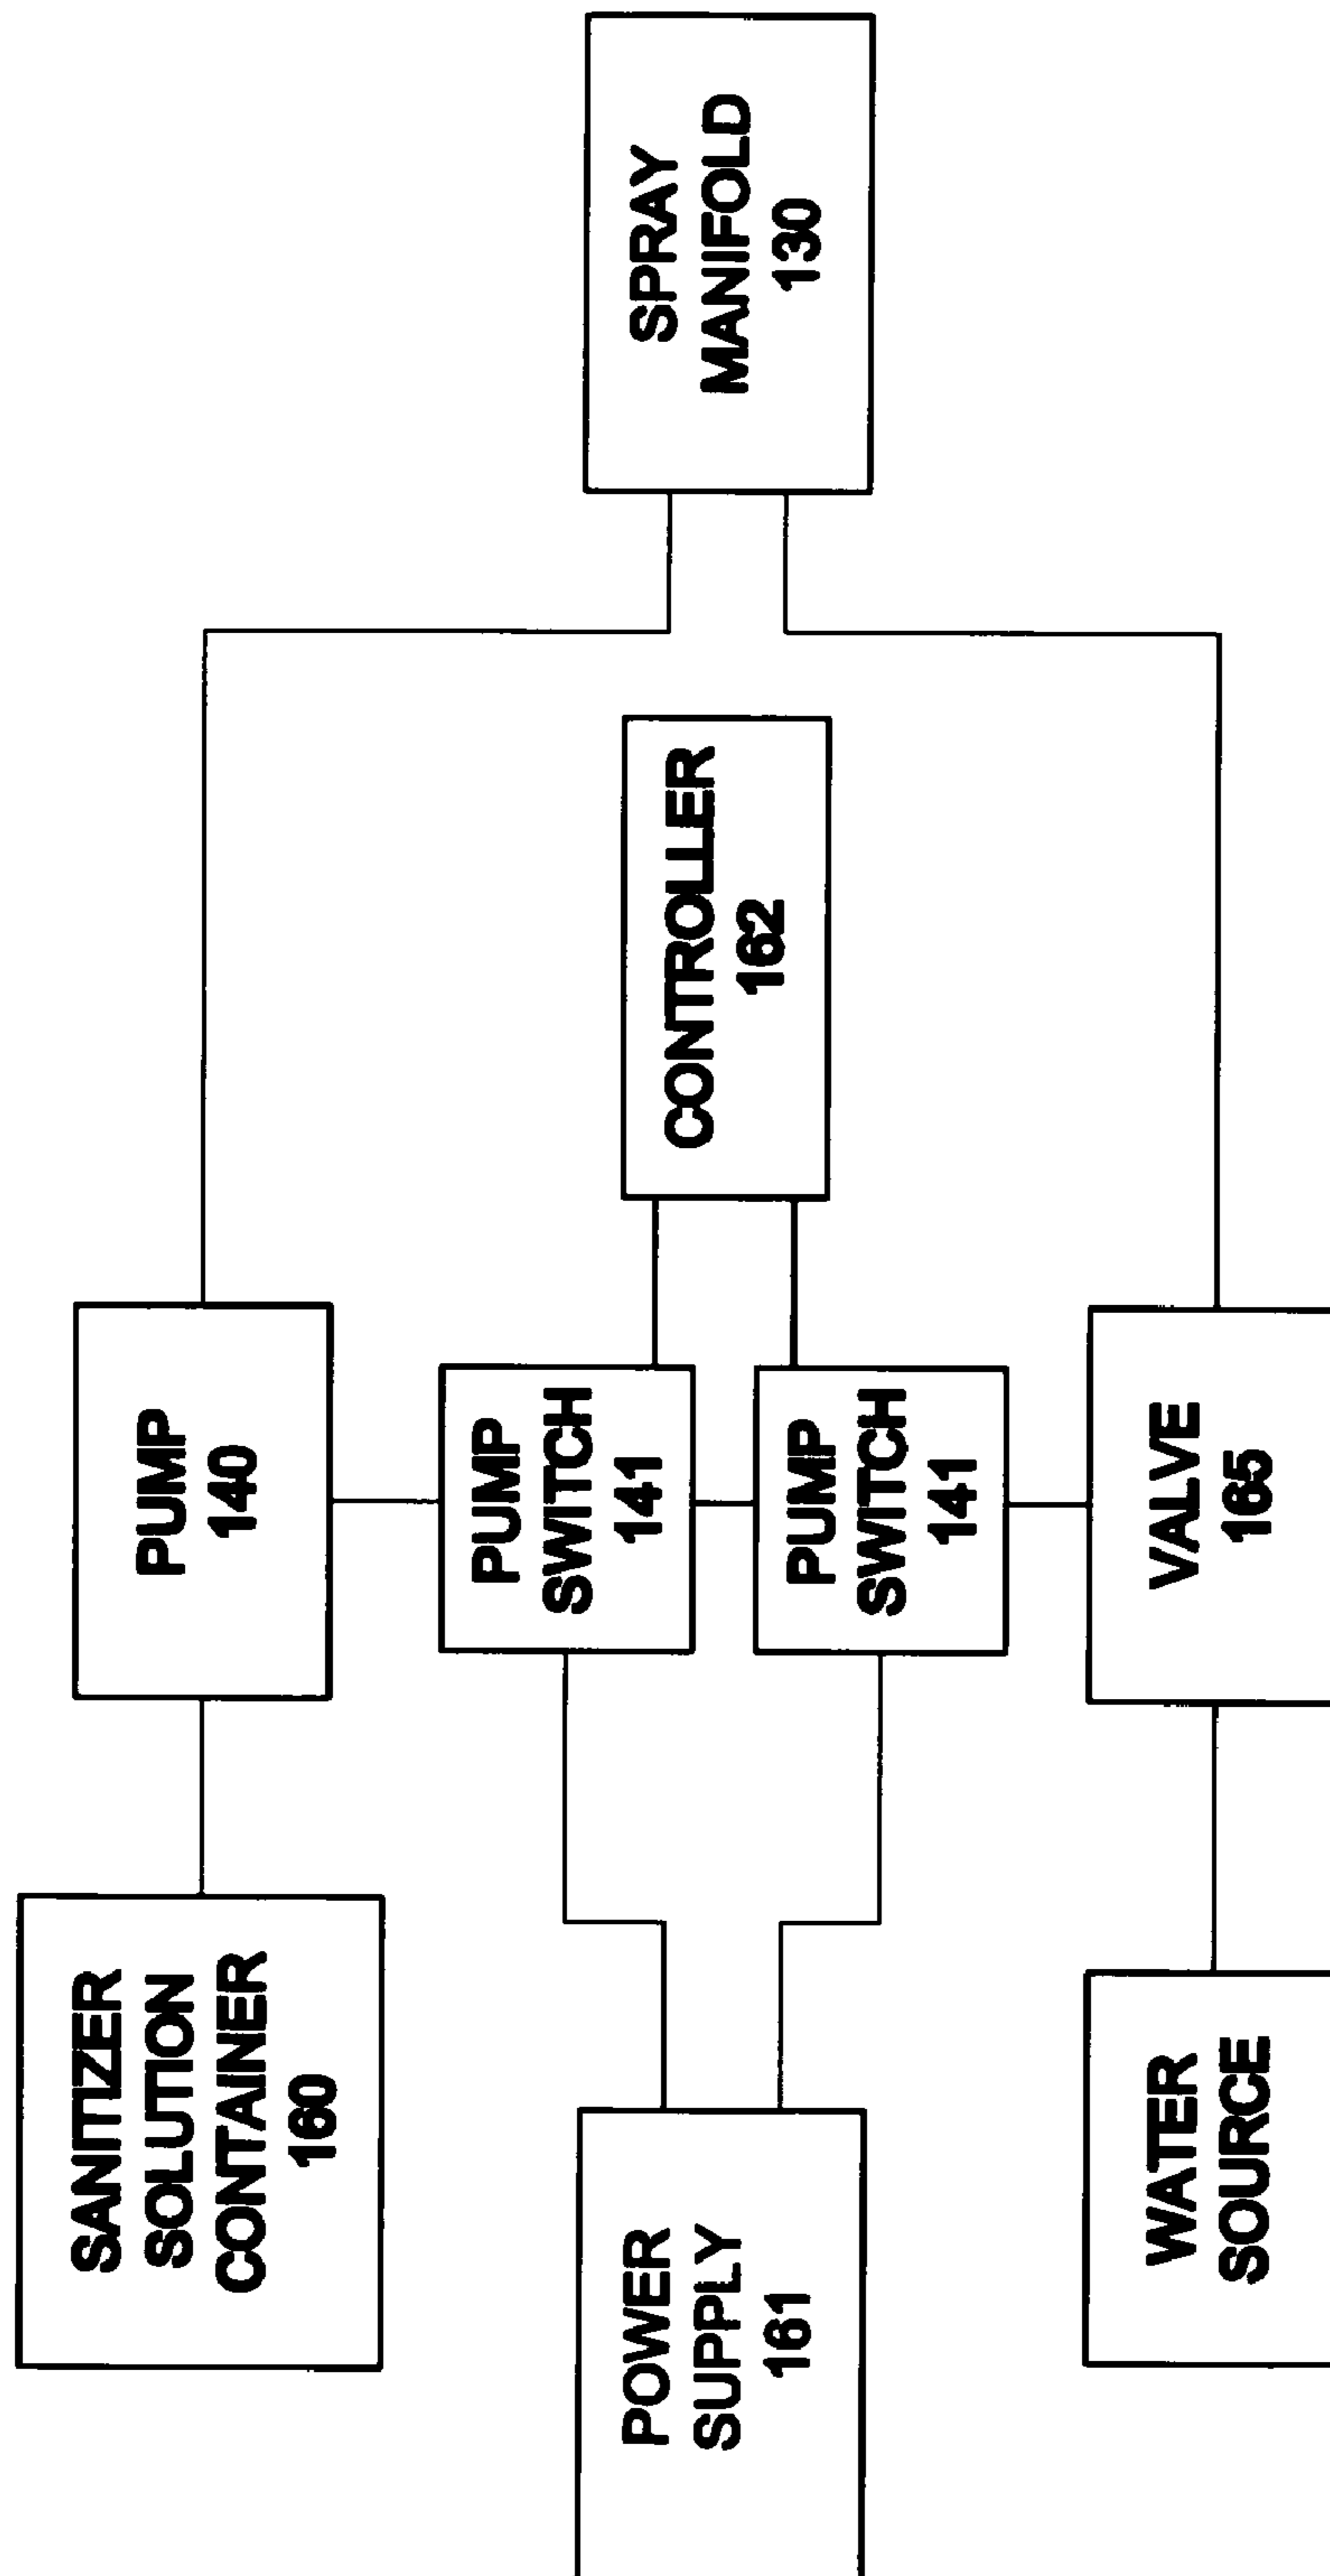 SANITIZER
SOLUTION
CONTAINER
160
PUMP
140
POWER
SUPPLY
161
PUMP
SWITCH
141
PUMP
SWITCH
141
CONTROLLER
162
SPRAY
MANIFOLD
130
WATER
SOURCE
VALVE
165